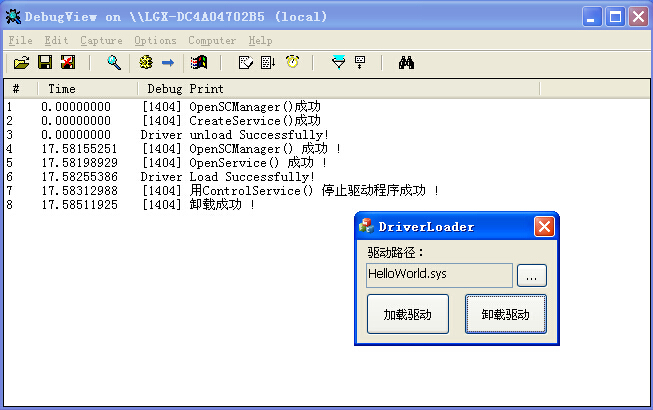 DebugView on \\LGX-DC4A04702B5 (local)
File Edit Capture Options Computer Help
# Time Debug Print
1 0.00000000 [1404] OpenSCManager()成功
2 0.00000000 [1404] CreateService()成功
3 0.00000000 Driver unload Successfully!
4 17.58155251 [1404] OpenSCManager() 成功 !
5 17.58198929 [1404] OpenService() 成功 !
6 17.58255386 Driver Load Successfully!
7 17.58312988 [1404] 用ControlService() 停止驱动程序成功 !
8 17.58511925 [1404] 卸载成功 !
DriverLoader
驱动路径：
HelloWorld.sys ...
加载驱动 卸载驱动